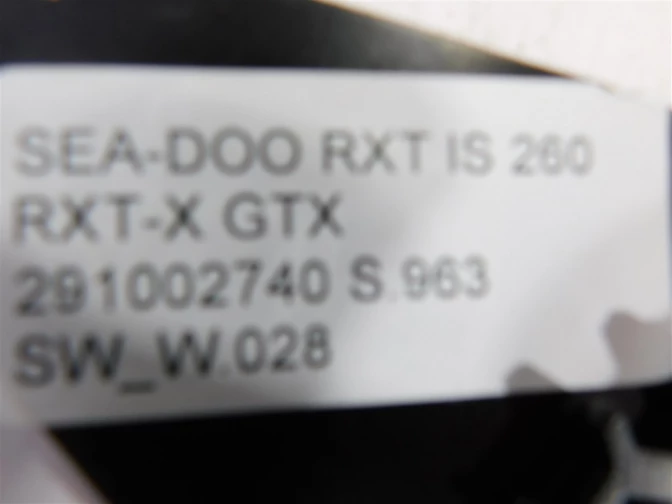 SEA-DOO RXT IS 260
RXT-X GTX
291002740 S.963
SW_W.028